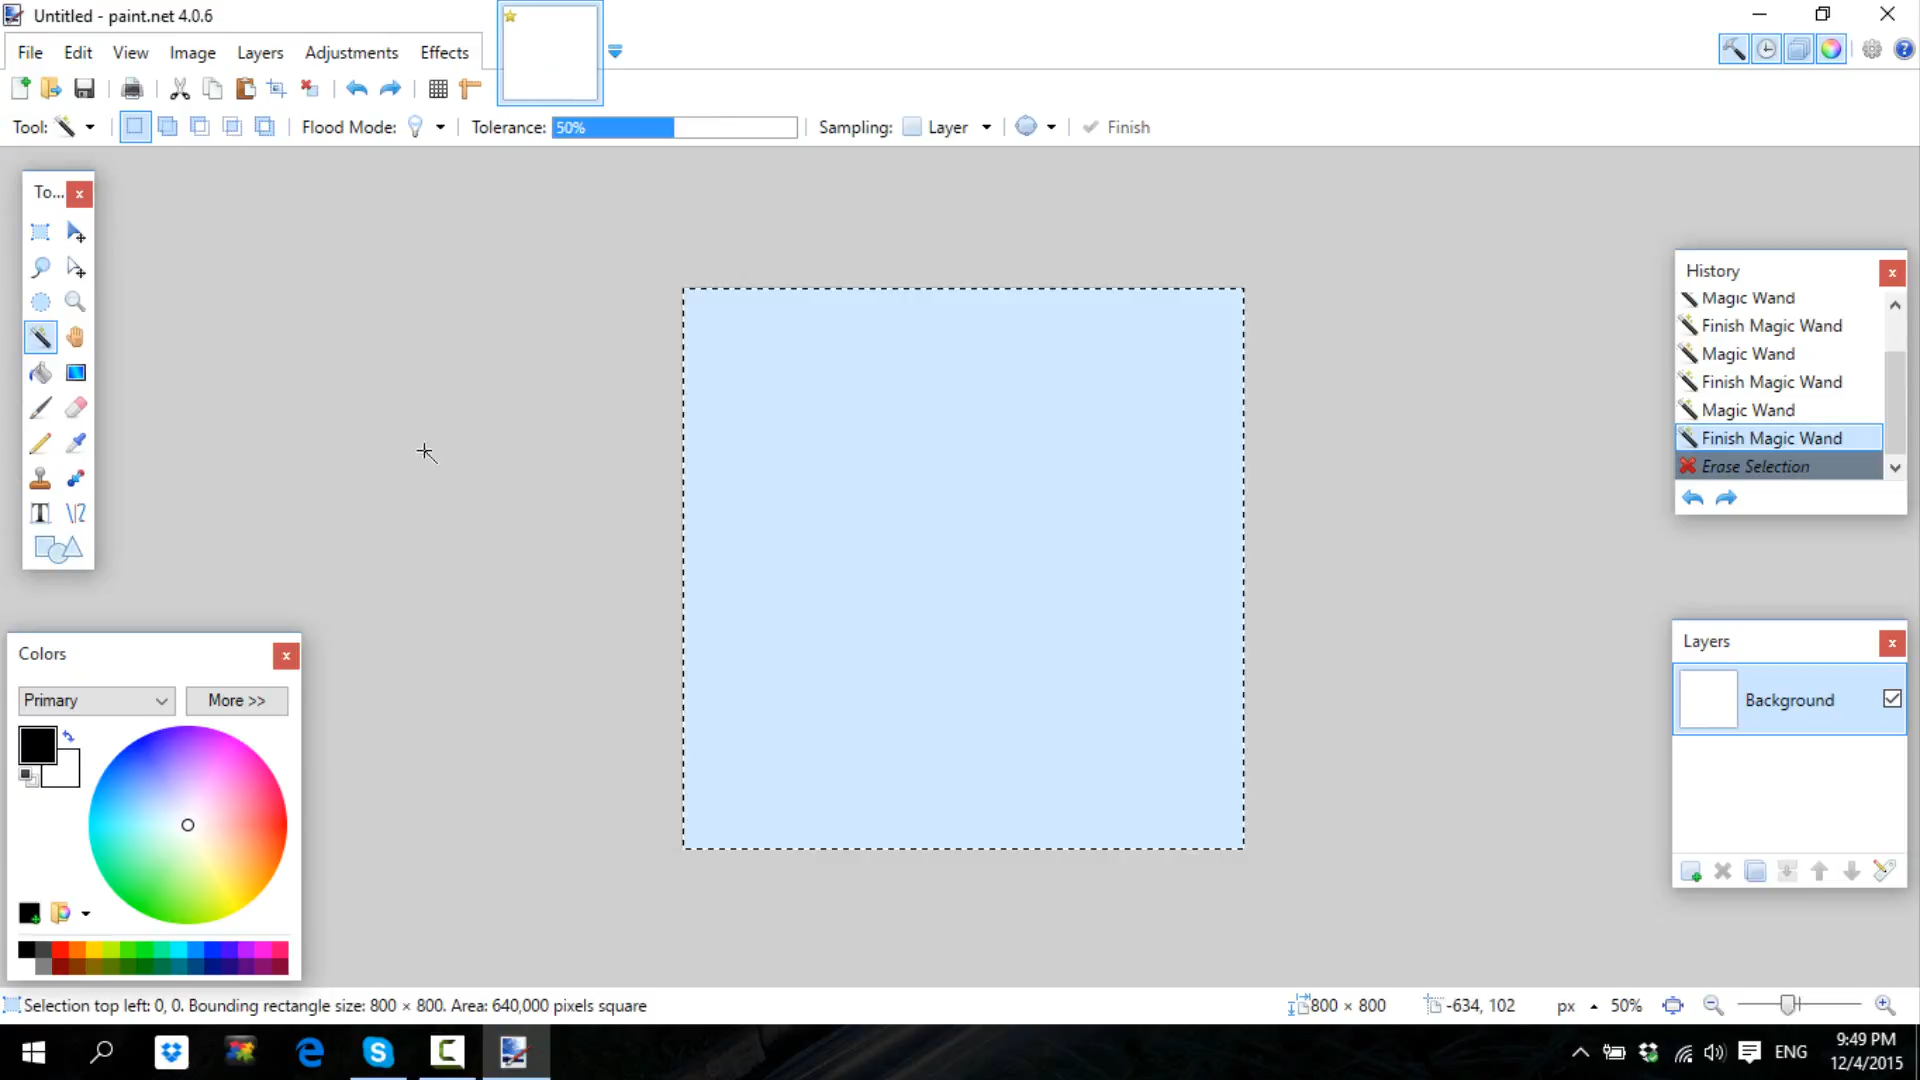 Untitled - paint.net 4.0.6
File Edit View Image Layers Adjustments Effects
Tool: Flood Mode: Tolerance: 50% Sampling: Layer Finish
To...
History
Magic Wand
Finish Magic Wand
Magic Wand
Finish Magic Wand
Magic Wand
Finish Magic Wand
Erase Selection
Colors
Primary More >>
Layers
Background
Selection top left: 0, 0. Bounding rectangle size: 800 × 800. Area: 640,000 pixels square 800 × 800 -634, 102 px 50%
ENG
9:49 PM
12/4/2015